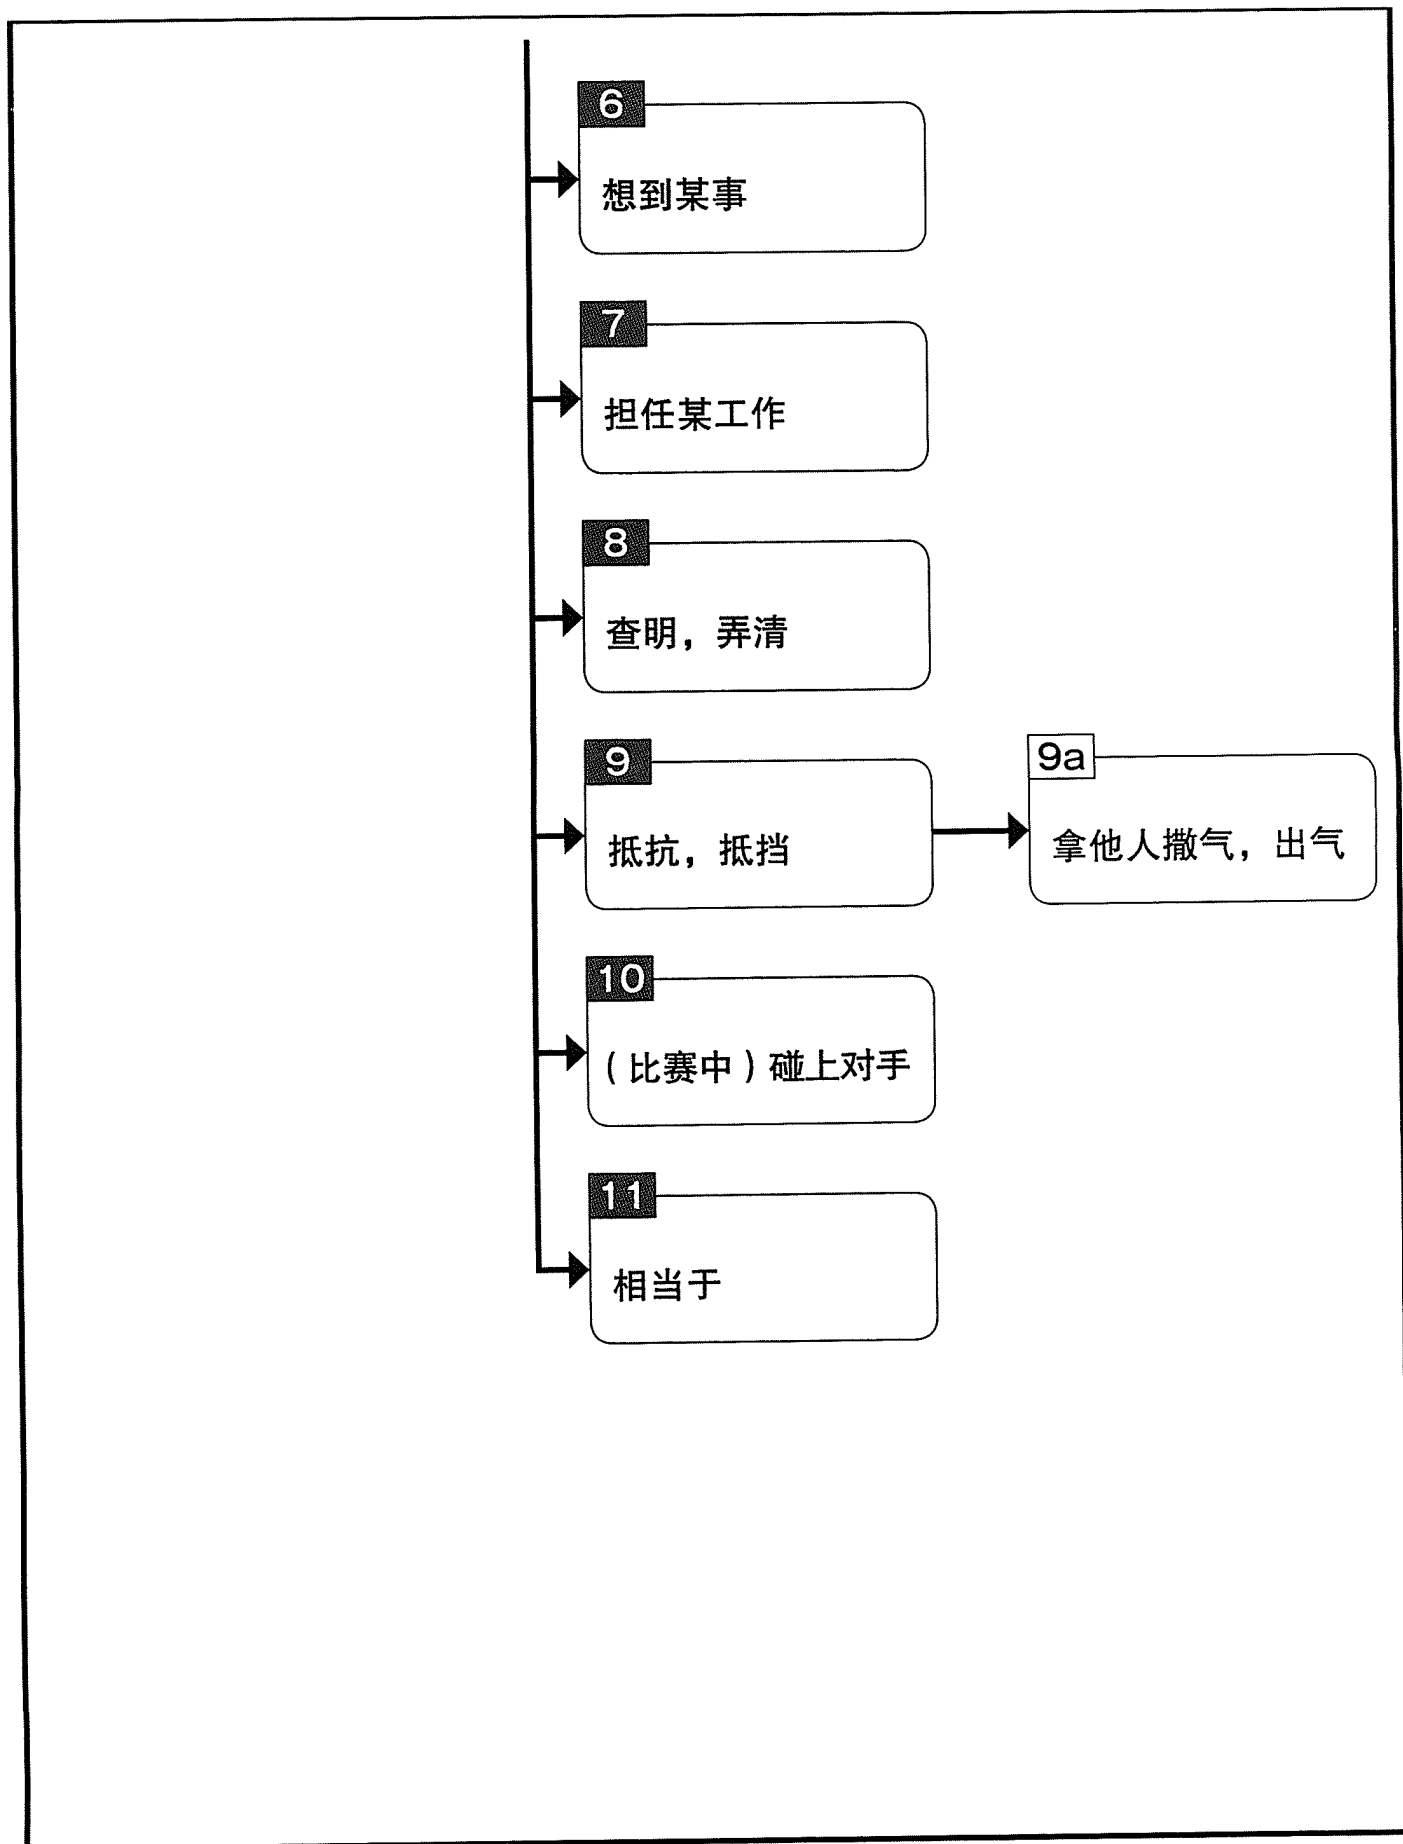 6
想到某事
7
担任某工作
8
查明，弄清
9
抵抗，抵挡
9a
拿他人撒气，出气
10
（比赛中）碰上对手
11
相当于